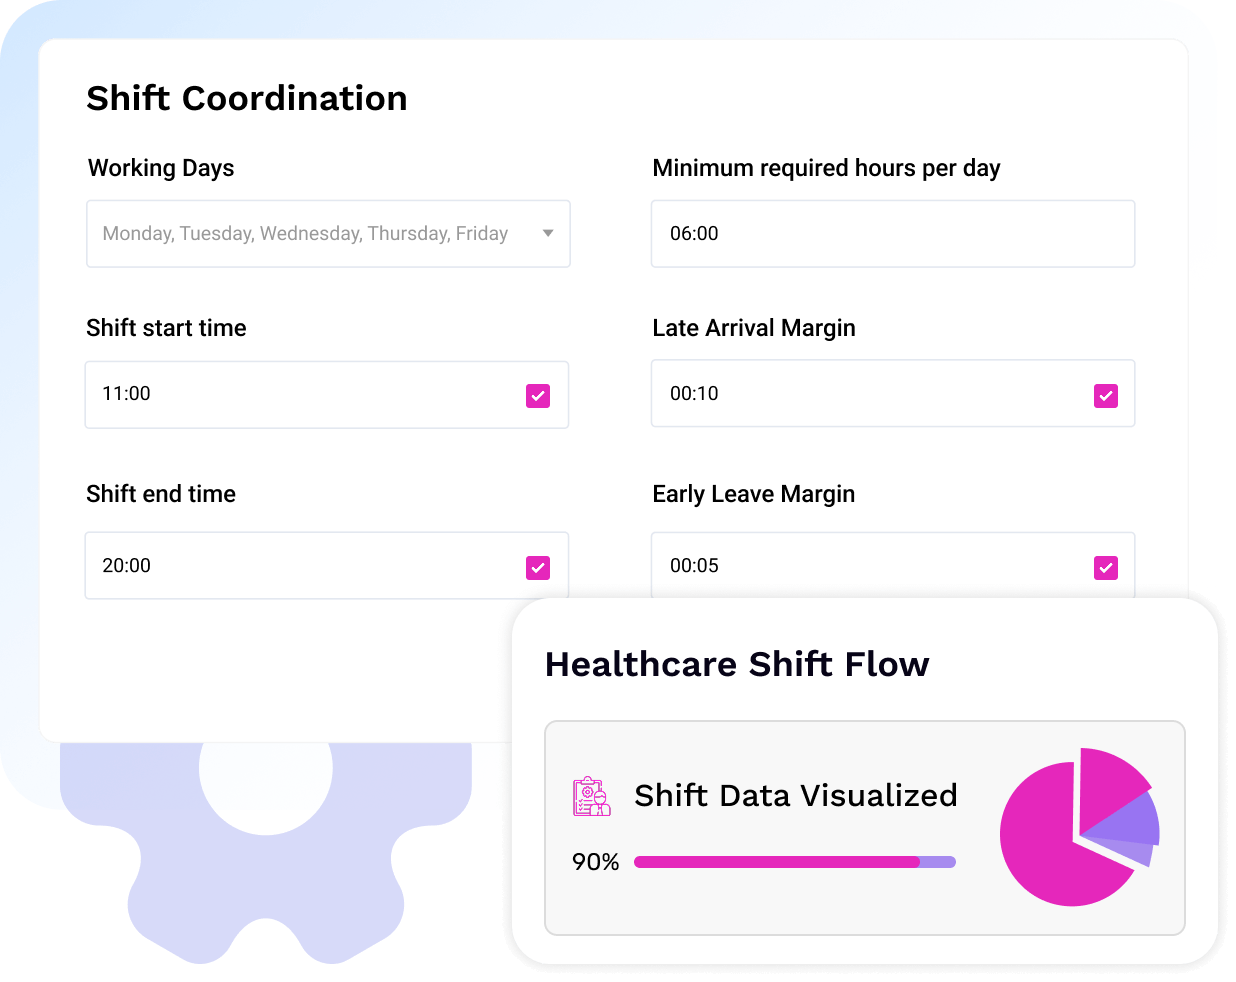 Shift Coordination
Working Days
Minimum required hours per day
Monday, Tuesday, Wednesday, Thursday, Friday
06:00
Shift start time
Late Arrival Margin
11:00
00:10
Shift end time
Early Leave Margin
20:00
00:05
Healthcare Shift Flow
Shift Data Visualized
90%